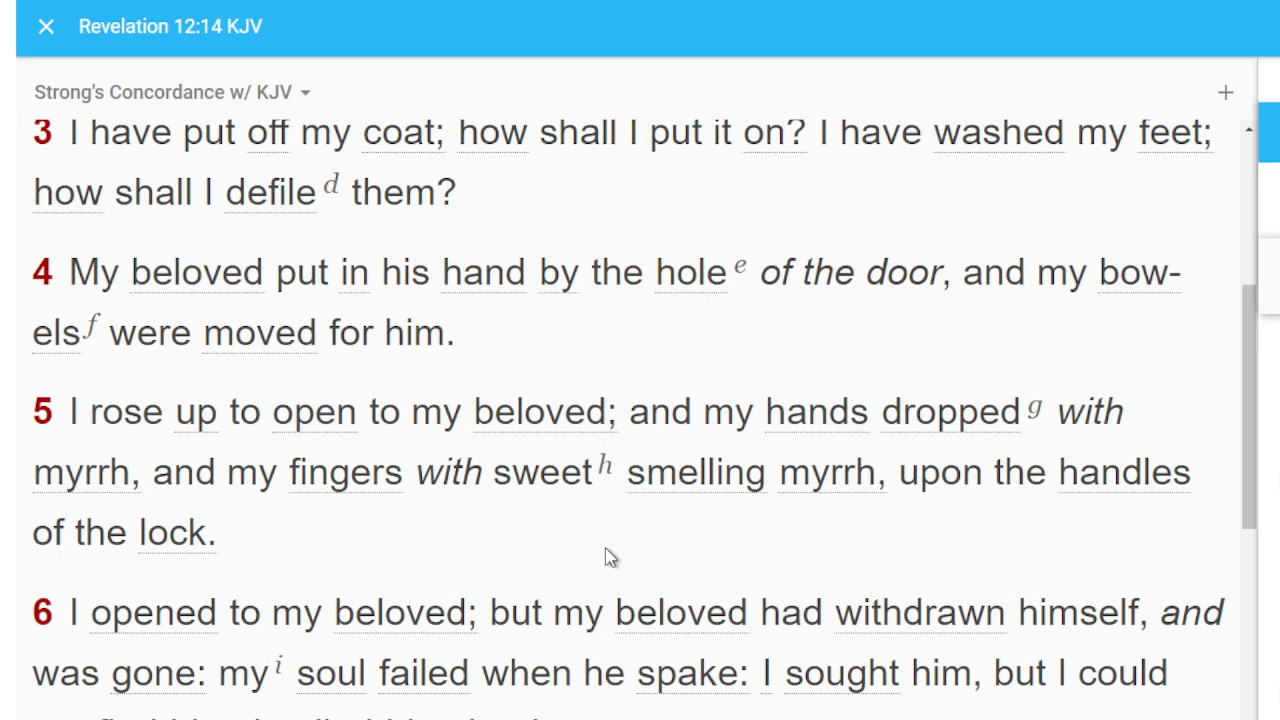 Revelation 12:14 KJV
Strong's Concordance w/ KJV
3 I have put off my coat; how shall I put it on? I have washed my feet;
how shall I defile d them?
4 My beloved put in his hand by the hole e of the door, and my bow-
els f were moved for him.
5 I rose up to open to my beloved; and my hands dropped g with
myrrh, and my fingers with sweet h smelling myrrh, upon the handles
of the lock.
6 I opened to my beloved; but my beloved had withdrawn himself, and
was gone: my i soul failed when he spake: I sought him, but I could